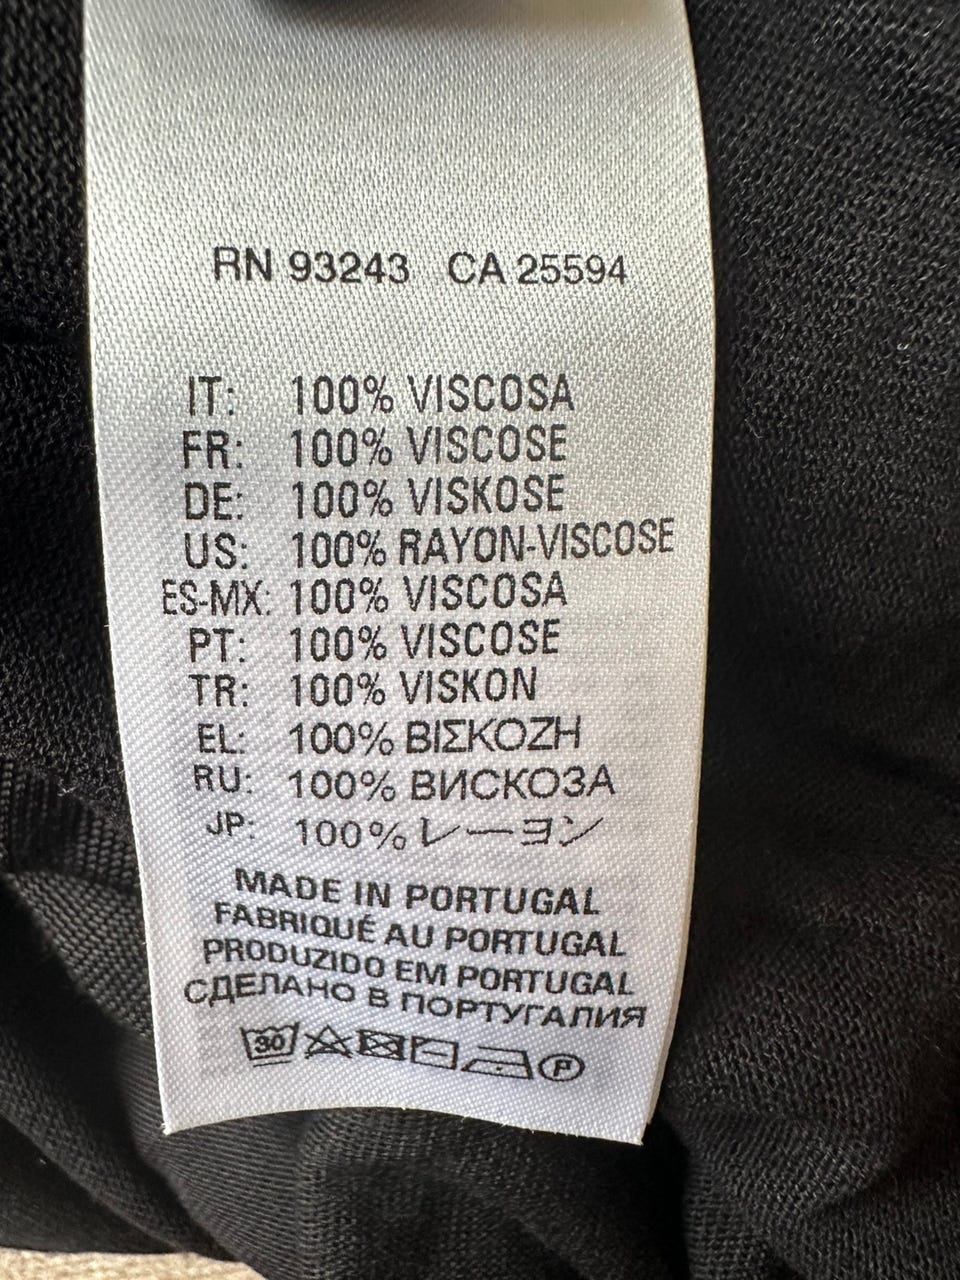 RN 93243 CA 25594
IT: 100% VISCOSA
FR: 100% VISCOSE
DE: 100% VISKOSE
US: 100% RAYON-VISCOSE
ES-MX: 100% VISCOSA
PT: 100% VISCOSE
TR: 100% VISKON
EL: 100% ΒΙΣΚΟΖΗ
RU: 100% ВИСКОЗА
JP: 100% レーヨン
MADE IN PORTUGAL
FABRIQUÉ AU PORTUGAL
PRODUZIDO EM PORTUGAL
СДЕЛАНО В ПОРТУГАЛИЯ
30 P